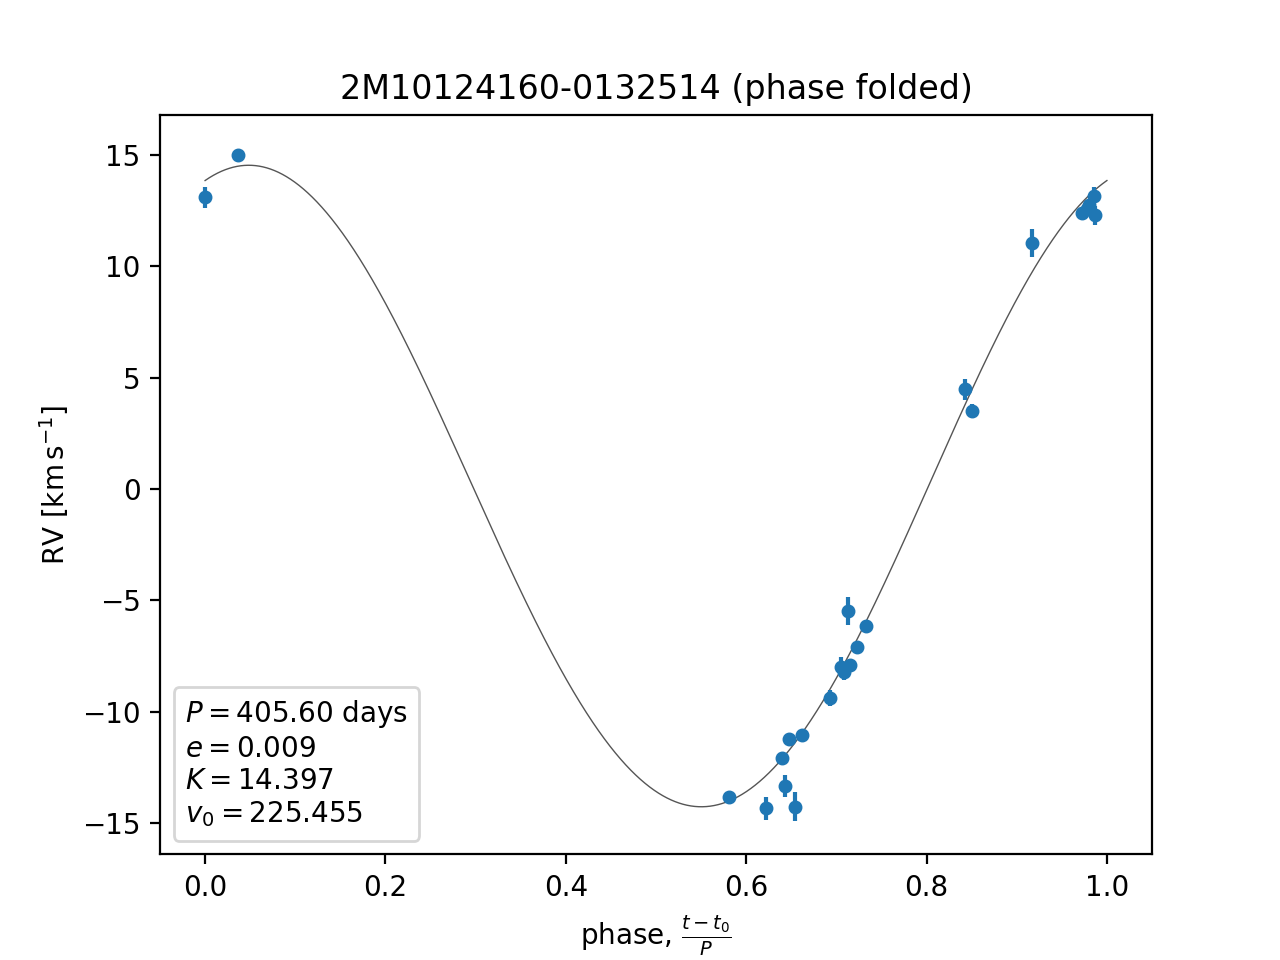 2M10124160-0132514 (phase folded)
RV [km s⁻¹]
15
10
5
0
−5
−10
−15
P = 405.60 days
e = 0.009
K = 14.397
v₀ = 225.455
0.0 0.2 0.4 0.6 0.8 1.0
phase, (t − t₀)/P